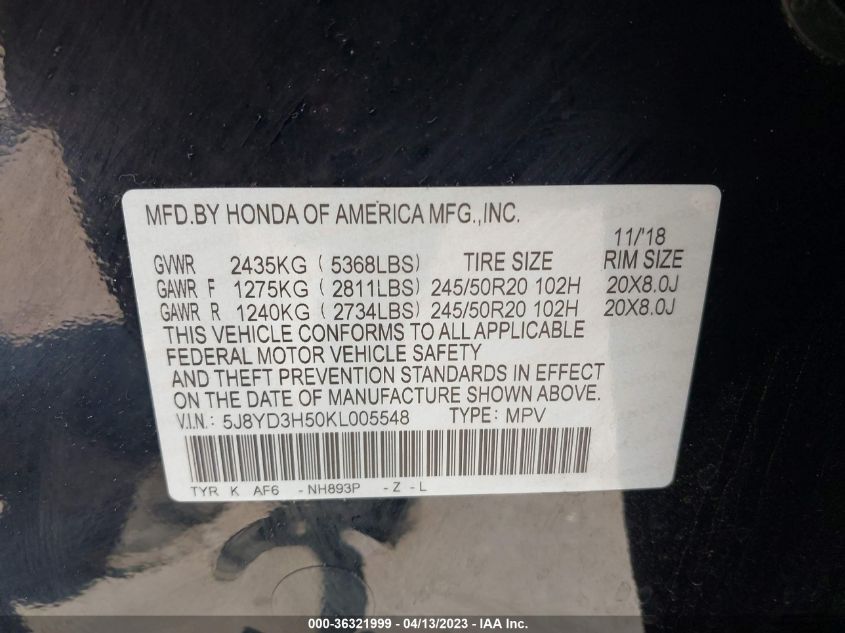 MFD.BY HONDA OF AMERICA MFG.,INC.
11/'18
GVWR 2435KG ( 5368LBS) TIRE SIZE RIM SIZE
GAWR F 1275KG ( 2811LBS) 245/50R20 102H 20X8.0J
GAWR R 1240KG ( 2734LBS) 245/50R20 102H 20X8.0J
THIS VEHICLE CONFORMS TO ALL APPLICABLE
FEDERAL MOTOR VEHICLE SAFETY
AND THEFT PREVENTION STANDARDS IN EFFECT
ON THE DATE OF MANUFACTURE SHOWN ABOVE.
V.I.N.: 5J8YD3H50KL005548 TYPE: MPV
TYR K AF6 -NH893P -Z -L
000-36321999 - 04/13/2023 - IAA Inc.